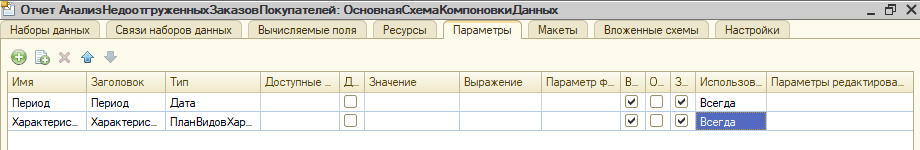 Отчет АнализНедоотгруженныхЗаказовПокупателей: ОсновнаяСхемаКомпоновкиДанных
Наборы данных Связи наборов данных Вычисляемые поля Ресурсы Параметры Макеты Вложенные схемы Настройки
Имя Заголовок Тип Доступные ... Д... Значение Выражение Параметр ф... В... О... З... Использов... Параметры редактирова...
Период Период Дата Всегда
Характерис... Характерис... ПланВидовХар... Всегда